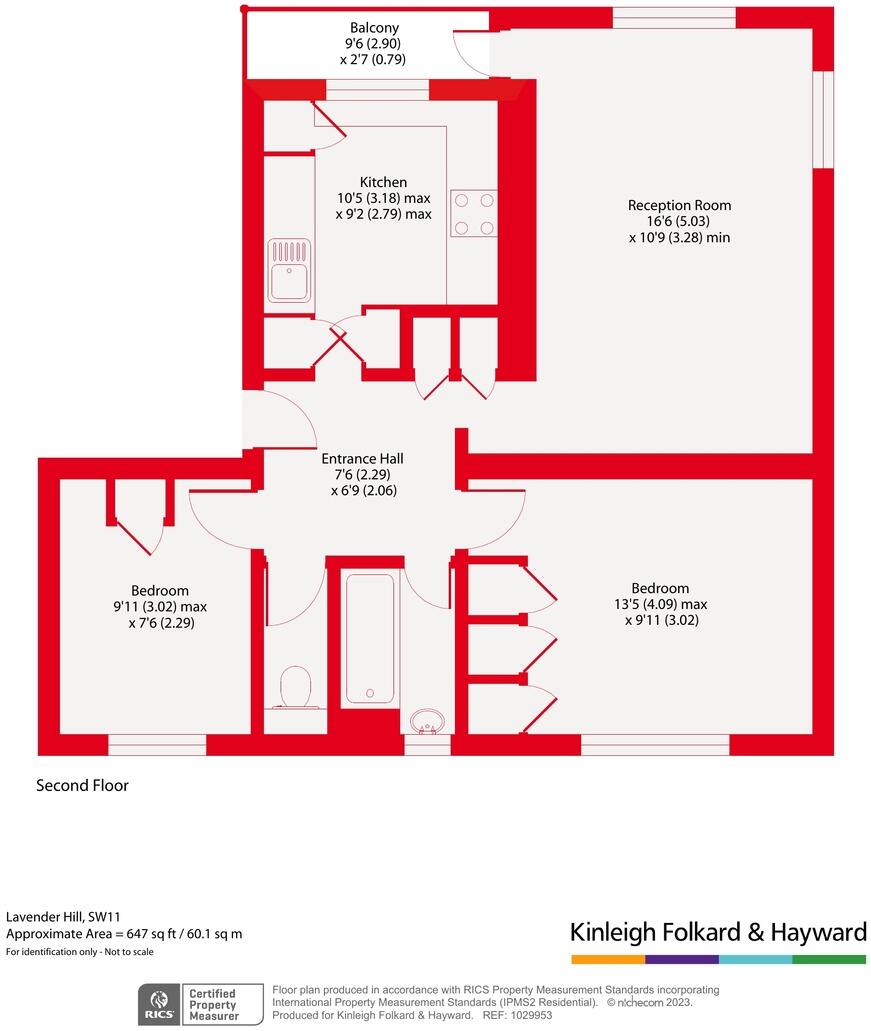 Balcony
9'6 (2.90)
x 2'7 (0.79)
Kitchen
10'5 (3.18) max
x 9'2 (2.79) max
Reception Room
16'6 (5.03)
x 10'9 (3.28) min
Entrance Hall
7'6 (2.29)
x 6'9 (2.06)
Bedroom
9'11 (3.02) max
x 7'6 (2.29)
Bedroom
13'5 (4.09) max
x 9'11 (3.02)
Second Floor
Lavender Hill, SW11
Approximate Area = 647 sq ft / 60.1 sq m
For identification only - Not to scale
Kinleigh Folkard & Hayward
RICS
Certified
Property
Measurer
Floor plan produced in accordance with RICS Property Measurement Standards incorporating
International Property Measurement Standards (IPMS2 Residential). © n!checom 2023.
Produced for Kinleigh Folkard & Hayward. REF: 1029953